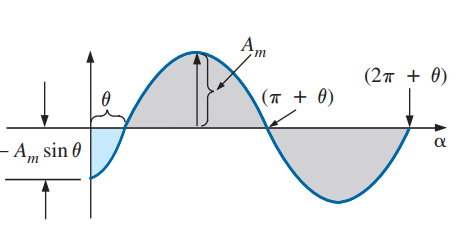 A_m
θ
(π + θ)
(2π + θ)
α
– A_m sin θ